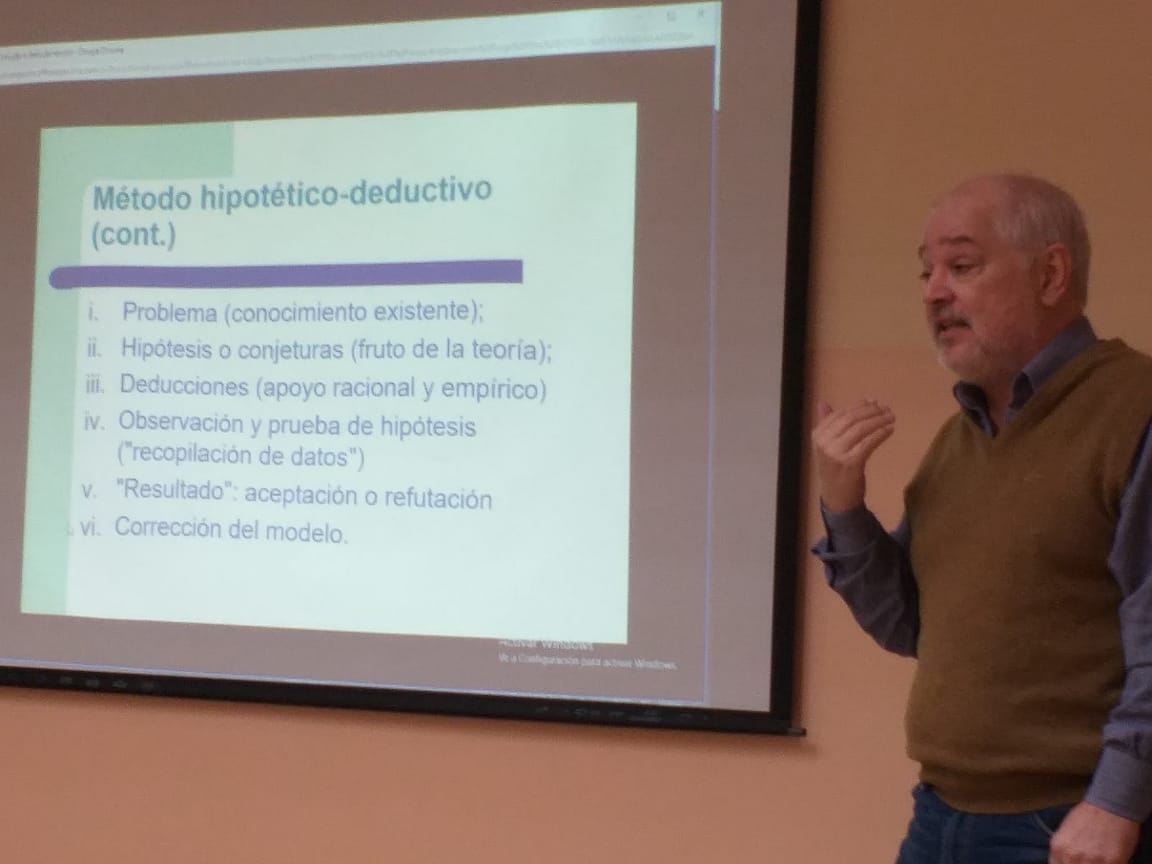 Método hipotético-deductivo
(cont.)
i. Problema (conocimiento existente);
ii. Hipótesis o conjeturas (fruto de la teoría);
iii. Deducciones (apoyo racional y empírico)
iv. Observación y prueba de hipótesis
("recopilación de datos")
v. "Resultado": aceptación o refutación
vi. Corrección del modelo.
Activar Windows
Ve a Configuración para activar Windows.